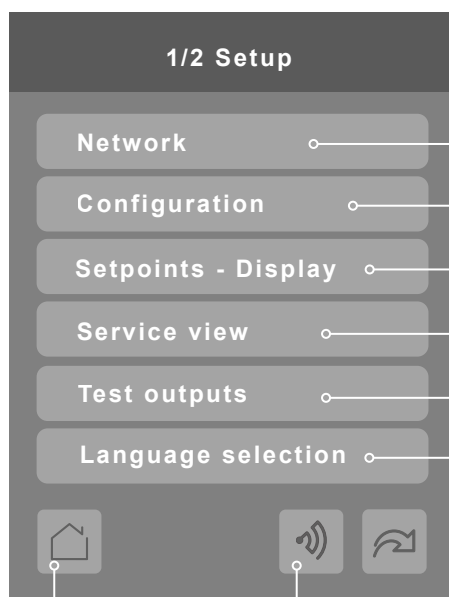 1/2 Setup
Network
Configuration
Setpoints - Display
Service view
Test outputs
Language selection